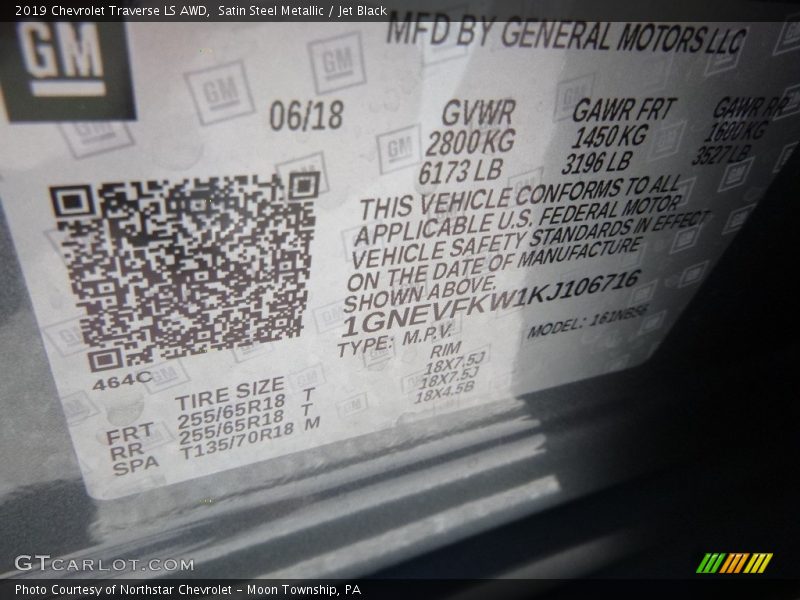 2019 Chevrolet Traverse LS AWD,  Satin Steel Metallic / Jet Black
GM
MFD BY GENERAL MOTORS LLC
06/18
GVWR GAWR FRT GAWR RR
2800 KG 1450 KG 1600 KG
6173 LB 3196 LB 3527 LB
THIS VEHICLE CONFORMS TO ALL
APPLICABLE U.S. FEDERAL MOTOR
VEHICLE SAFETY STANDARDS IN EFFECT
ON THE DATE OF MANUFACTURE
SHOWN ABOVE.
1GNEVFKW1KJ106716
TYPE: M.P.V. MODEL: 161NB56
464C
TIRE SIZE RIM
FRT 255/65R18 T 18X7.5J
RR 255/65R18 T 18X7.5J
SPA T135/70R18 M 18X4.5B
GTCARLOT.COM
Photo Courtesy of Northstar Chevrolet - Moon Township, PA